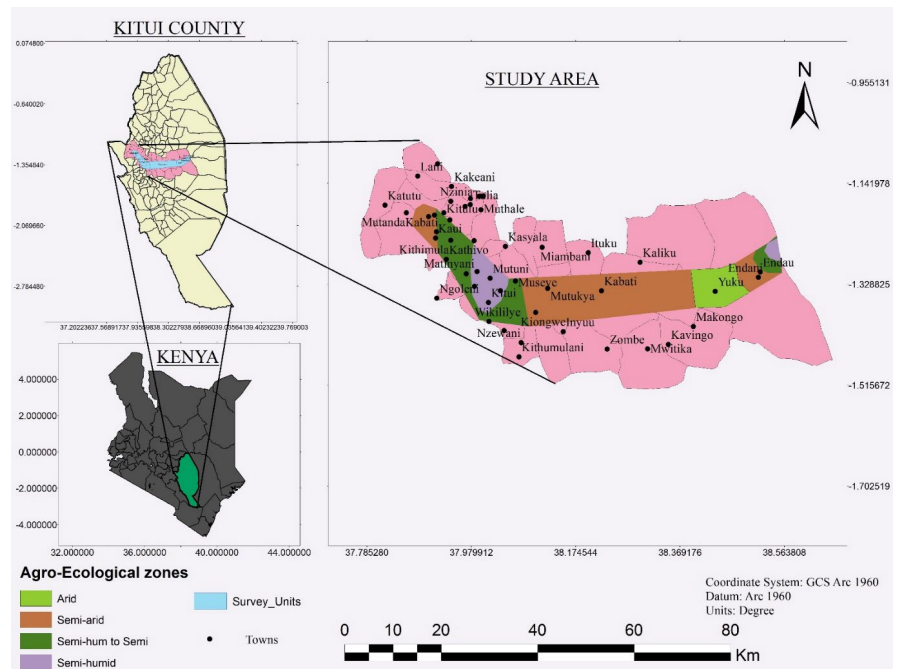 KITUI COUNTY
0.074800
-0.640020
-1.354840
-2.069660
-2.784480
STUDY AREA
N
-0.955131
-1.141978
-1.328825
-1.515672
-1.702519
37.785280
37.979912
38.174544
38.369176
38.563808
Kakeani
Nzinia
Katutu
Muthale
Mutanda
Kabati
Kaui
Kasyala
Ituku
Kithimula
Kathivo
Miambani
Kaliku
Matinyani
Mutuni
Endau
Museve
Kabati
Ngoleni
Kitui
Mutukya
Yuku
Wikililye
Kiongwe
Inyuu
Makongo
Nzewani
Kavingo
Kithumulani
Zombe
Mwitika
KENYA
4.000000
2.000000
0.000000
-2.000000
-4.000000
32.000000
36.000000
40.000000
44.000000
Agro-Ecological zones
Arid
Semi-arid
Semi-hum to Semi
Semi-humid
Survey_Units
Towns
Coordinate System: GCS Arc 1960
Datum: Arc 1960
Units: Degree
0 10 20 40 60 80
Km